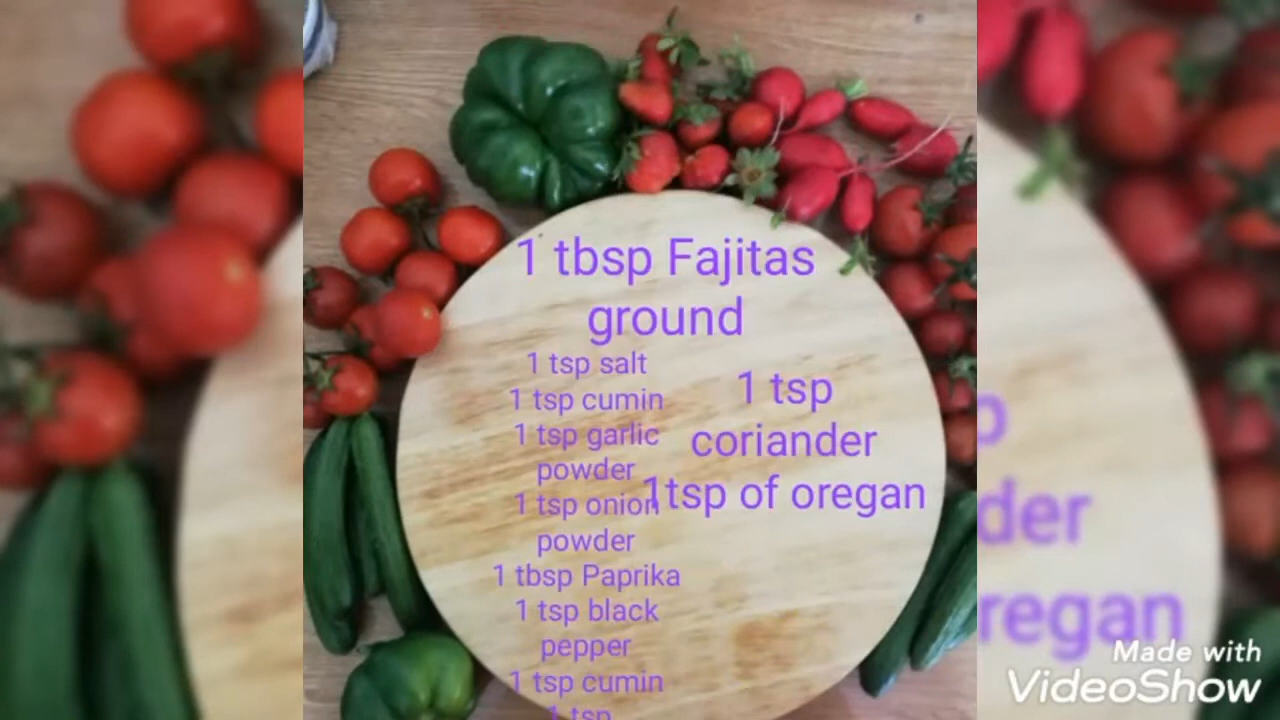 1 tbsp Fajitas
ground
1 tsp salt
1 tsp cumin
1 tsp garlic
powder
1 tsp onion
powder
1 tbsp Paprika
1 tsp black
pepper
1 tsp cumin
1 tsp
1 tsp
coriander
1tsp of oregan
p
der
regan
Made with
VideoShow